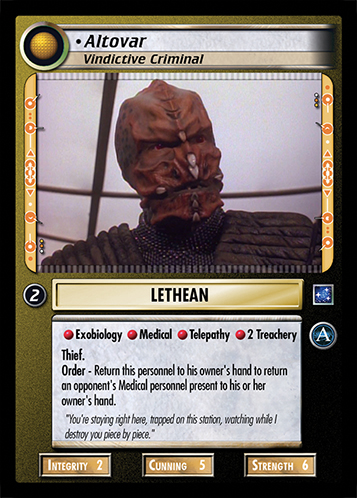 • Altovar
Vindictive Criminal
2
LETHEAN
Exobiology Medical Telepathy 2 Treachery
A
Thief.
Order - Return this personnel to his owner's hand to return
an opponent's Medical personnel present to his or her
owner's hand.
"You're staying right here, trapped on this station, watching while I
destroy you piece by piece."
INTEGRITY 2 CUNNING 5 STRENGTH 6